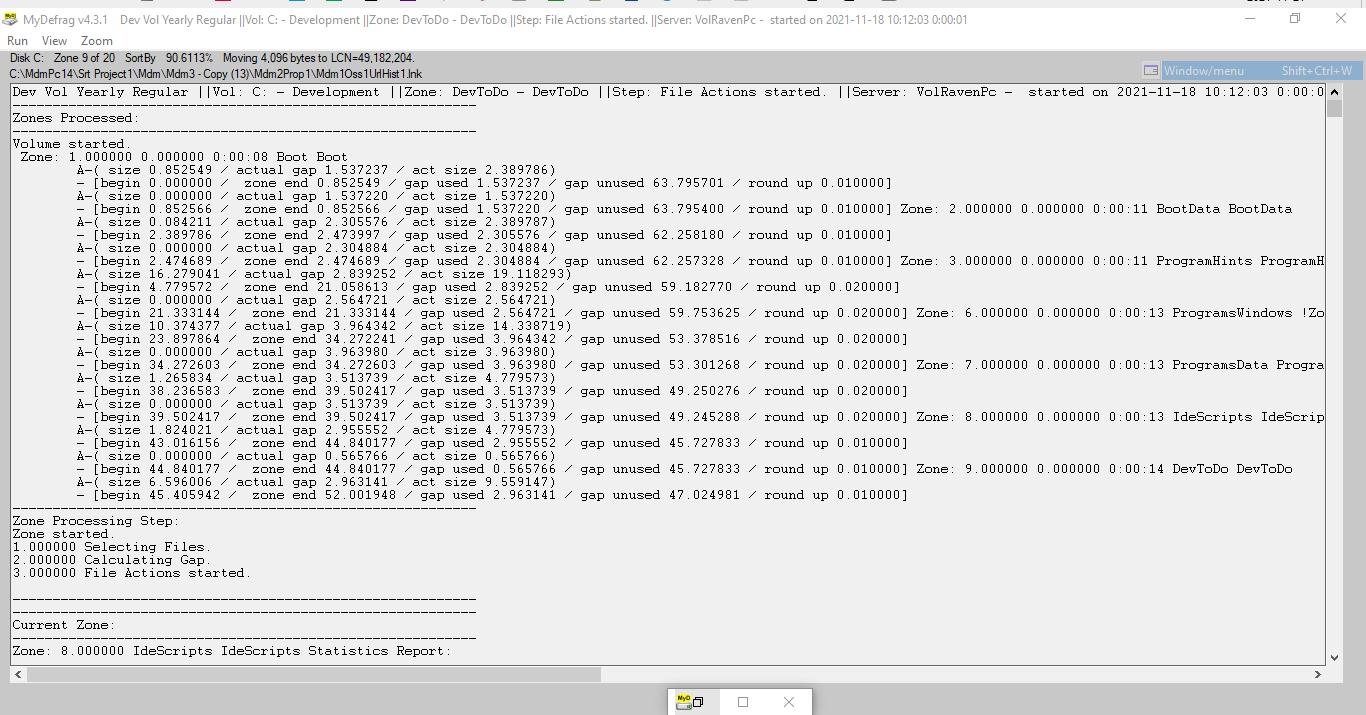 MyDefrag v4.3.1 Dev Vol Yearly Regular ||Vol: C: - Development ||Zone: DevToDo - DevToDo ||Step: File Actions started. ||Server: VolRavenPc - started on 2021-11-18 10:12:03 0:00:01
Run View Zoom
Disk C: Zone 9 of 20 SortBy 90.6113% Moving 4,096 bytes to LCN=49,182,204.
C:\MdmPc14\Srt Project1\Mdm\Mdm3 - Copy (13)\Mdm2Prop1\Mdm1Oss1UrlHist1.lnk
Window/menu Shift+Ctrl+W
Dev Vol Yearly Regular ||Vol: C: - Development ||Zone: DevToDo - DevToDo ||Step: File Actions started. ||Server: VolRavenPc - started on 2021-11-18 10:12:03 0:00:0
----------------------------------------------------------
Zones Processed:
----------------------------------------------------------
Volume started.
Zone: 1.000000 0.000000 0:00:08 Boot Boot
A-( size 0.852549 / actual gap 1.537237 / act size 2.389786)
- [begin 0.000000 / zone end 0.852549 / gap used 1.537237 / gap unused 63.795701 / round up 0.010000]
A-( size 0.000000 / actual gap 1.537220 / act size 1.537220)
- [begin 0.852566 / zone end 0.852566 / gap used 1.537220 / gap unused 63.795400 / round up 0.010000] Zone: 2.000000 0.000000 0:00:11 BootData BootData
A-( size 0.084211 / actual gap 2.305576 / act size 2.389787)
- [begin 2.389786 / zone end 2.473997 / gap used 2.305576 / gap unused 62.258180 / round up 0.010000]
A-( size 0.000000 / actual gap 2.304884 / act size 2.304884)
- [begin 2.474689 / zone end 2.474689 / gap used 2.304884 / gap unused 62.257328 / round up 0.010000] Zone: 3.000000 0.000000 0:00:11 ProgramHints ProgramH
A-( size 16.279041 / actual gap 2.839252 / act size 19.118293)
- [begin 4.779572 / zone end 21.058613 / gap used 2.839252 / gap unused 59.182770 / round up 0.020000]
A-( size 0.000000 / actual gap 2.564721 / act size 2.564721)
- [begin 21.333144 / zone end 21.333144 / gap used 2.564721 / gap unused 59.753625 / round up 0.020000] Zone: 6.000000 0.000000 0:00:13 ProgramsWindows !Zo
A-( size 10.374377 / actual gap 3.964342 / act size 14.338719)
- [begin 23.897864 / zone end 34.272241 / gap used 3.964342 / gap unused 53.378516 / round up 0.020000]
A-( size 0.000000 / actual gap 3.963980 / act size 3.963980)
- [begin 34.272603 / zone end 34.272603 / gap used 3.963980 / gap unused 53.301268 / round up 0.020000] Zone: 7.000000 0.000000 0:00:13 ProgramsData Progra
A-( size 1.265834 / actual gap 3.513739 / act size 4.779573)
- [begin 38.236583 / zone end 39.502417 / gap used 3.513739 / gap unused 49.250276 / round up 0.020000]
A-( size 0.000000 / actual gap 3.513739 / act size 3.513739)
- [begin 39.502417 / zone end 39.502417 / gap used 3.513739 / gap unused 49.245288 / round up 0.020000] Zone: 8.000000 0.000000 0:00:13 IdeScripts IdeScrip
A-( size 1.824021 / actual gap 2.955552 / act size 4.779573)
- [begin 43.016156 / zone end 44.840177 / gap used 2.955552 / gap unused 45.727833 / round up 0.010000]
A-( size 0.000000 / actual gap 0.565766 / act size 0.565766)
- [begin 44.840177 / zone end 44.840177 / gap used 0.565766 / gap unused 45.727833 / round up 0.010000] Zone: 9.000000 0.000000 0:00:14 DevToDo DevToDo
A-( size 6.596006 / actual gap 2.963141 / act size 9.559147)
- [begin 45.405942 / zone end 52.001948 / gap used 2.963141 / gap unused 47.024981 / round up 0.010000]
----------------------------------------------------------
Zone Processing Step:
Zone started.
1.000000 Selecting Files.
2.000000 Calculating Gap.
3.000000 File Actions started.
----------------------------------------------------------
----------------------------------------------------------
Current Zone:
----------------------------------------------------------
Zone: 8.000000 IdeScripts IdeScripts Statistics Report:
MyD